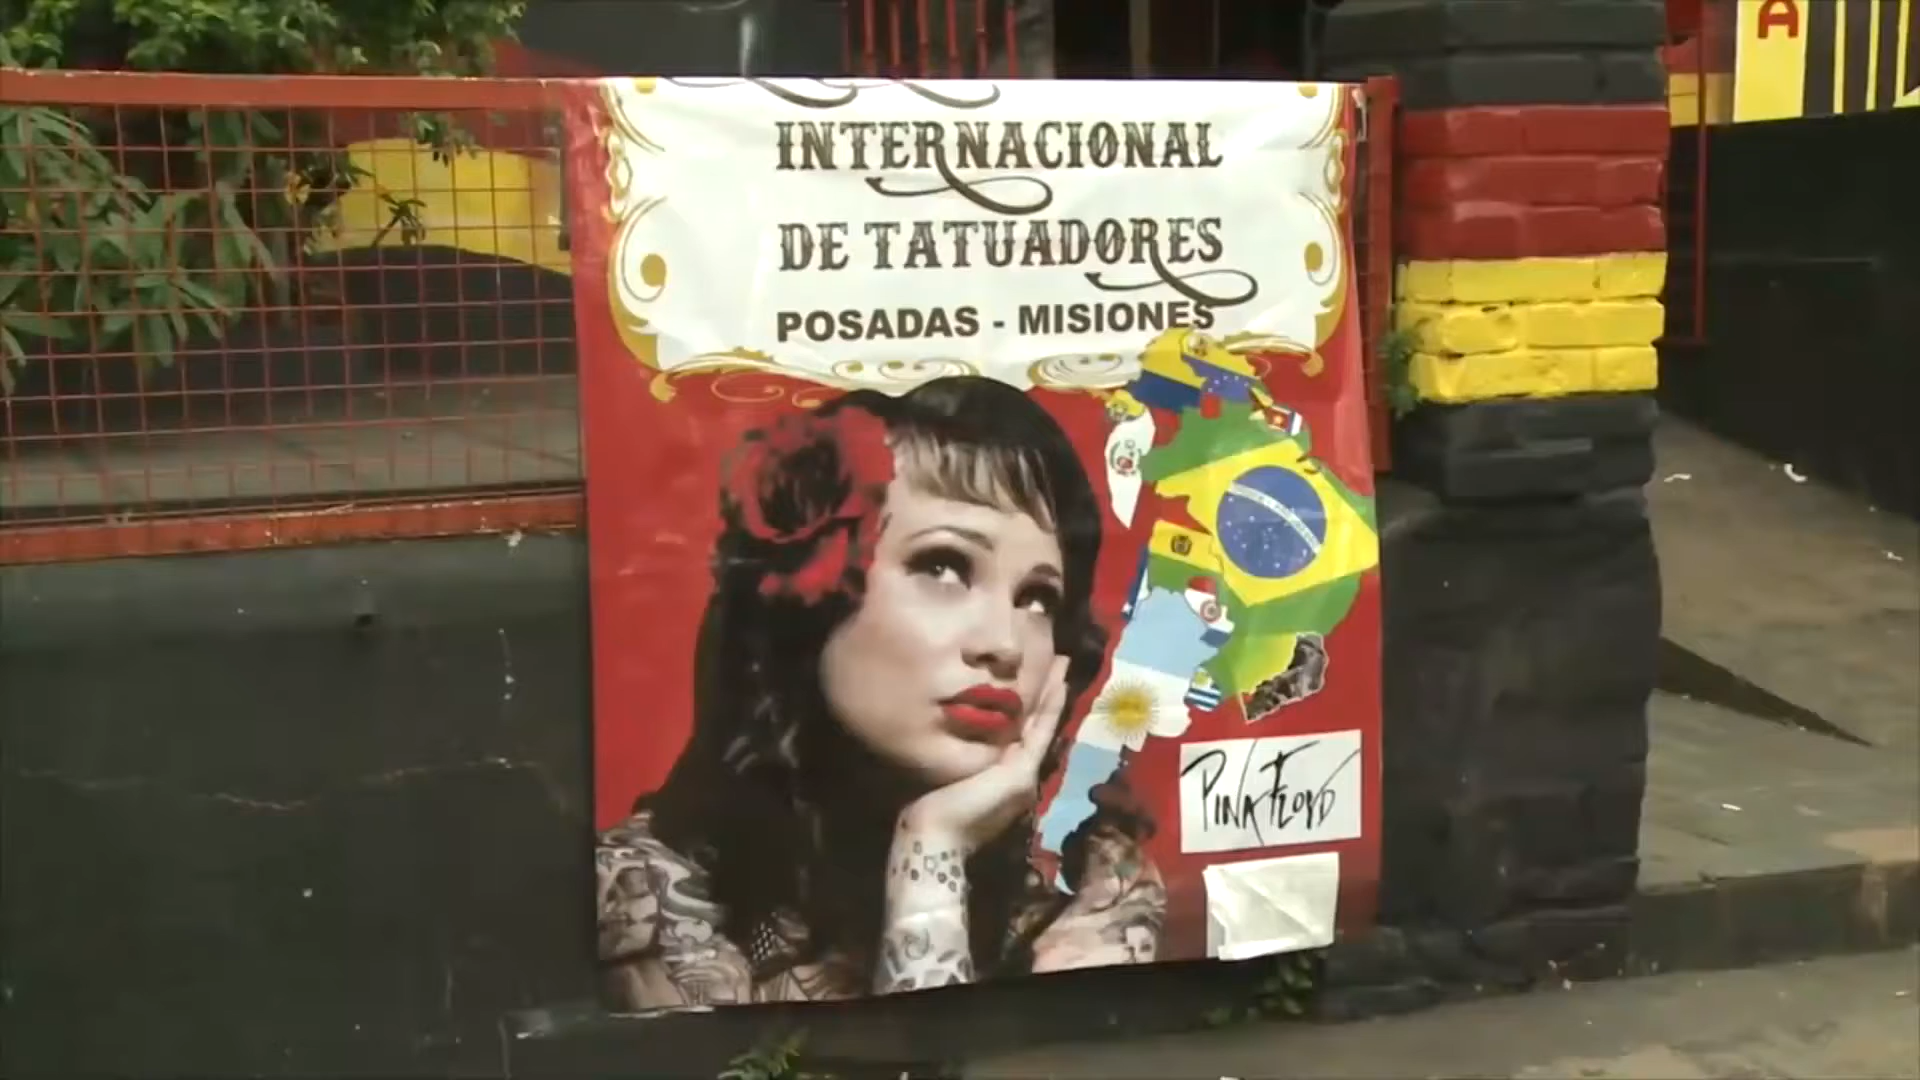 INTERNACIONAL
DE TATUADORES
POSADAS - MISIONES
PINK FLOYD
A